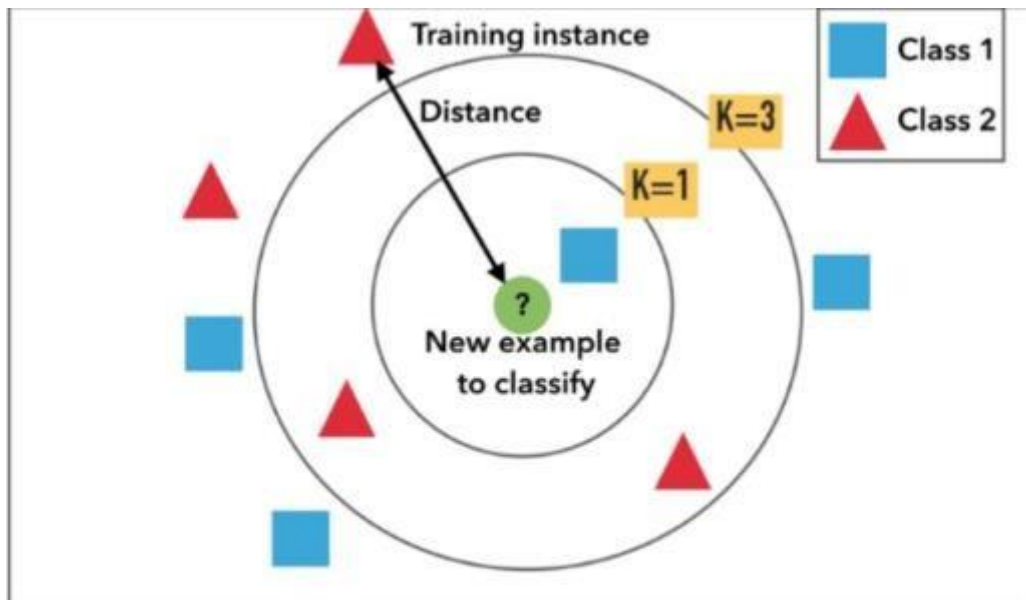 Training instance
Class 1
Distance
K=3
Class 2
K=1
?
New example
to classify